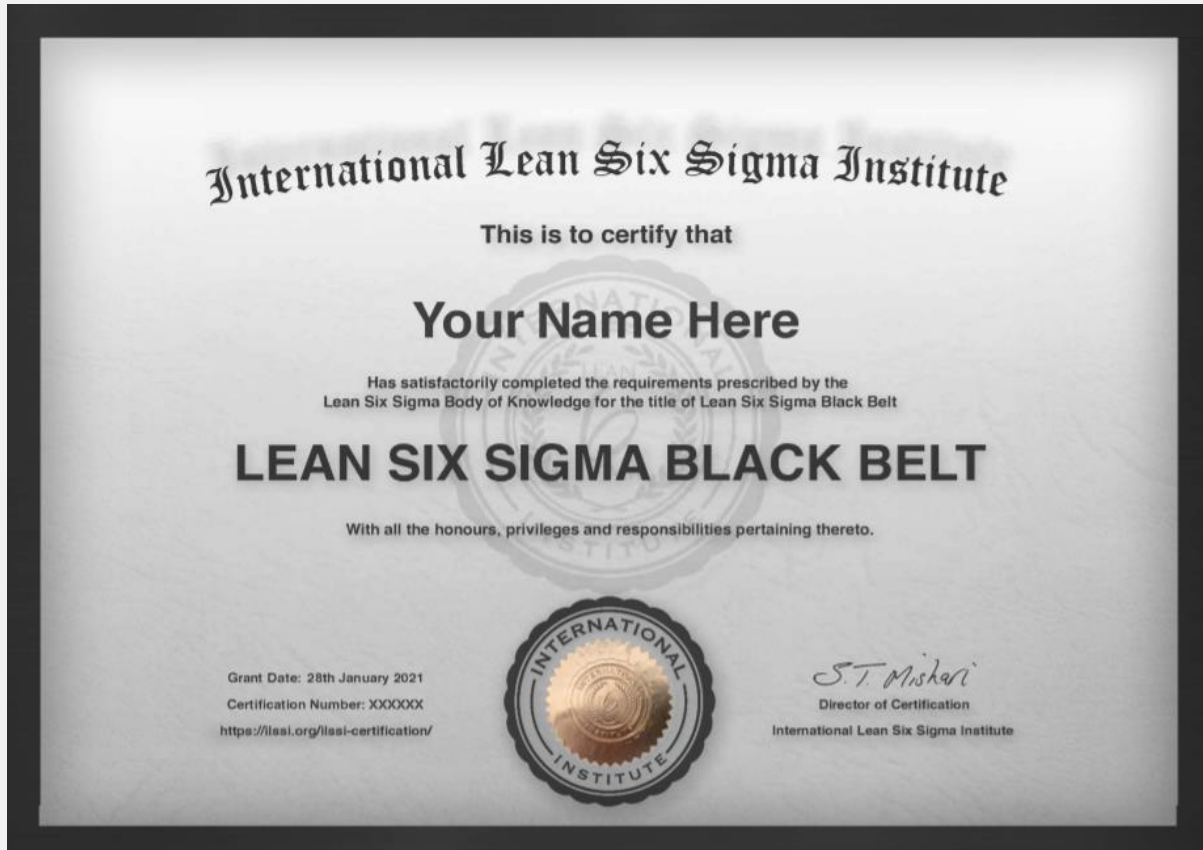 International Lean Six Sigma Institute
This is to certify that
Your Name Here
Has satisfactorily completed the requirements prescribed by the
Lean Six Sigma Body of Knowledge for the title of Lean Six Sigma Black Belt
LEAN SIX SIGMA BLACK BELT
With all the honours, privileges and responsibilities pertaining thereto.
Grant Date: 28th January 2021
Certification Number: XXXXXX
https://ilssi.org/ilssi-certification/
INTERNATIONAL
INSTITUTE
S.T. Mishari
Director of Certification
International Lean Six Sigma Institute